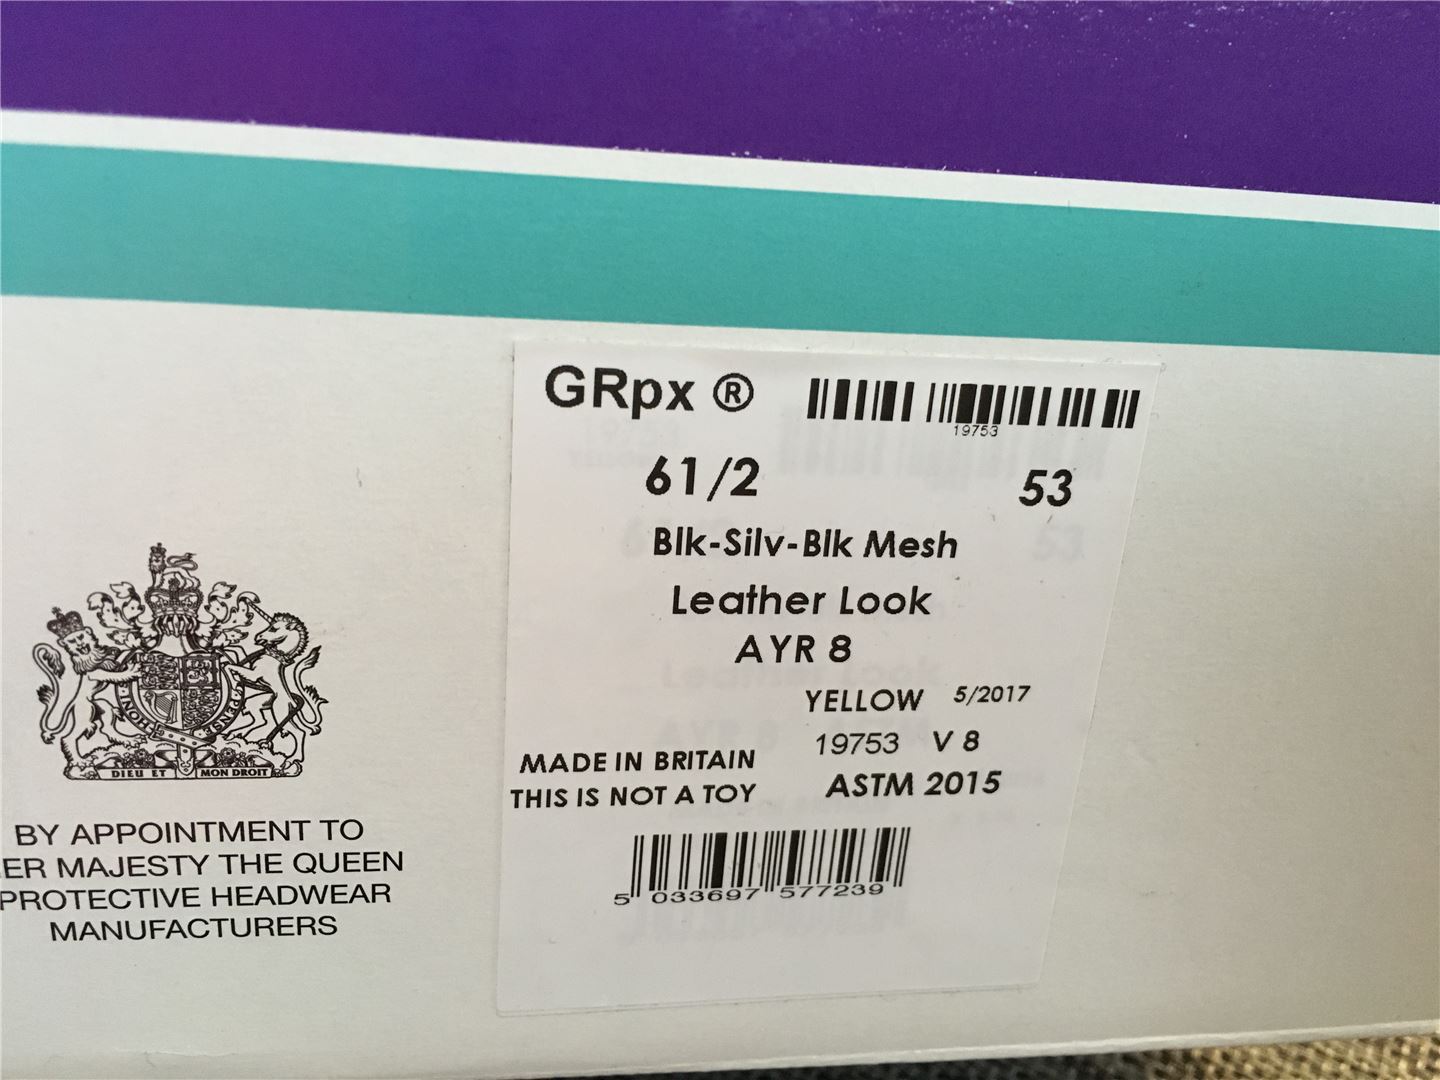 GRpx ®
19753
61/2 53
Blk-Silv-Blk Mesh
Leather Look
AYR 8
YELLOW 5/2017
19753 V 8
MADE IN BRITAIN
THIS IS NOT A TOY
ASTM 2015
5 033697 577239
DIEU ET MON DROIT
BY APPOINTMENT TO
ER MAJESTY THE QUEEN
PROTECTIVE HEADWEAR
MANUFACTURERS